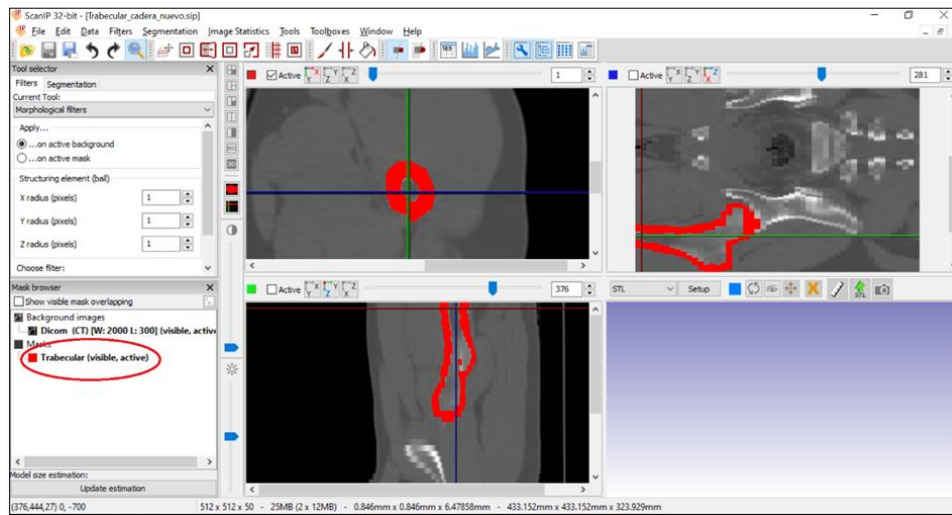 ScanIP 32-bit - [Trabecular_cadera_nuevo.sip]
File Edit Data Filters Segmentation Image Statistics Tools Toolboxes Window Help
Tool selector
Filters Segmentation
Current Tool:
Morphological filters
Apply...
...on active background
...on active mask
Structuring element (ball)
X radius (pixels) 1
Y radius (pixels) 1
Z radius (pixels) 1
Choose filter:
Active 1
Active 281
Mask browser
Show visible mask overlapping
Background images
Dicom (CT) [W: 2000 L: 300] (visible, active
Masks
Trabecular (visible, active)
Active 376
STL Setup STL
Model size estimation:
Update estimation
(376,444,27) 0, -700 512 x 512 x 50 - 25MB (2 x 12MB) - 0.846mm x 0.846mm x 6.47858mm - 433.152mm x 433.152mm x 323.929mm